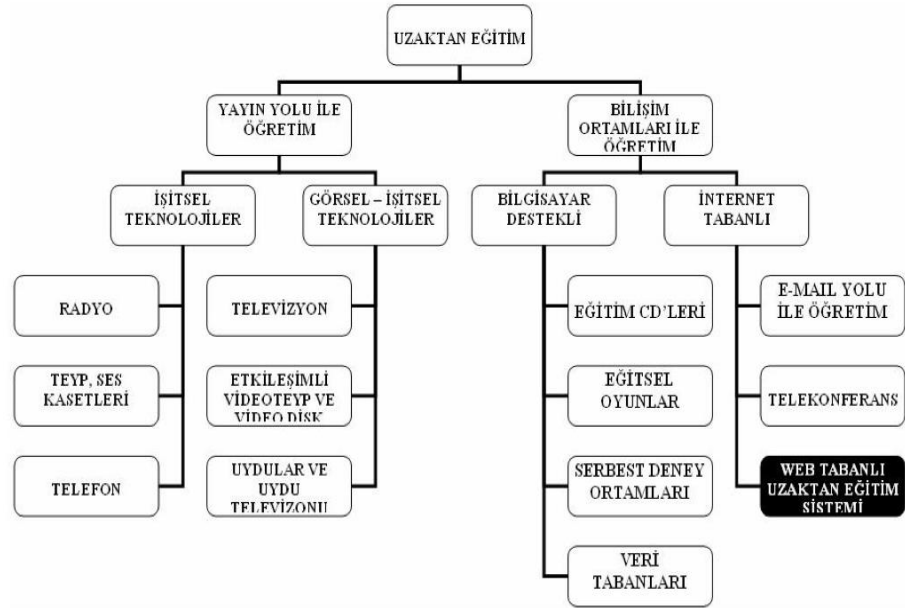 UZAKTAN EĞİTİM
YAYIN YOLU İLE
ÖĞRETİM
BİLİŞİM
ORTAMLARI İLE
ÖĞRETİM
İŞİTSEL
TEKNOLOJİLER
GÖRSEL – İŞİTSEL
TEKNOLOJİLER
BİLGİSAYAR
DESTEKLİ
İNTERNET
TABANLI
RADYO
TELEVİZYON
EĞİTİM CD'LERİ
E-MAIL YOLU
İLE ÖĞRETİM
TEYP, SES
KASETLERİ
ETKİLEŞİMLİ
VİDEOTEYP VE
VİDEO DİSK
EĞİTSEL
OYUNLAR
TELEKONFERANS
TELEFON
UYDULAR VE
UYDU
TELEVİZONU
SERBEST DENEY
ORTAMLARI
WEB TABANLI
UZAKTAN EĞİTİM
SİSTEMİ
VERİ
TABANLARI